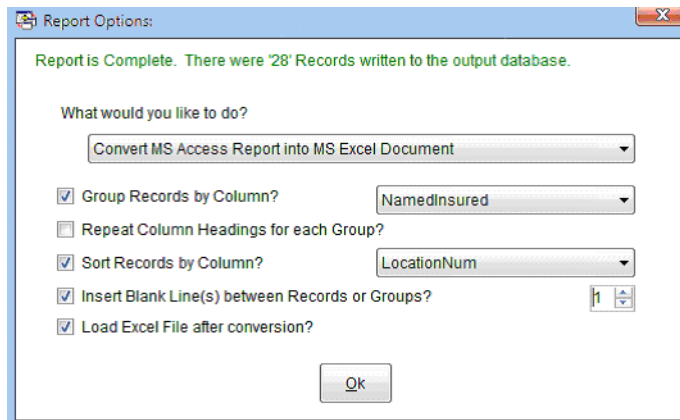 Report Options:
Report is Complete. There were '28' Records written to the output database.
What would you like to do?
Convert MS Access Report into MS Excel Document
Group Records by Column? NamedInsured
Repeat Column Headings for each Group?
Sort Records by Column? LocationNum
Insert Blank Line(s) between Records or Groups? 1
Load Excel File after conversion?
Ok